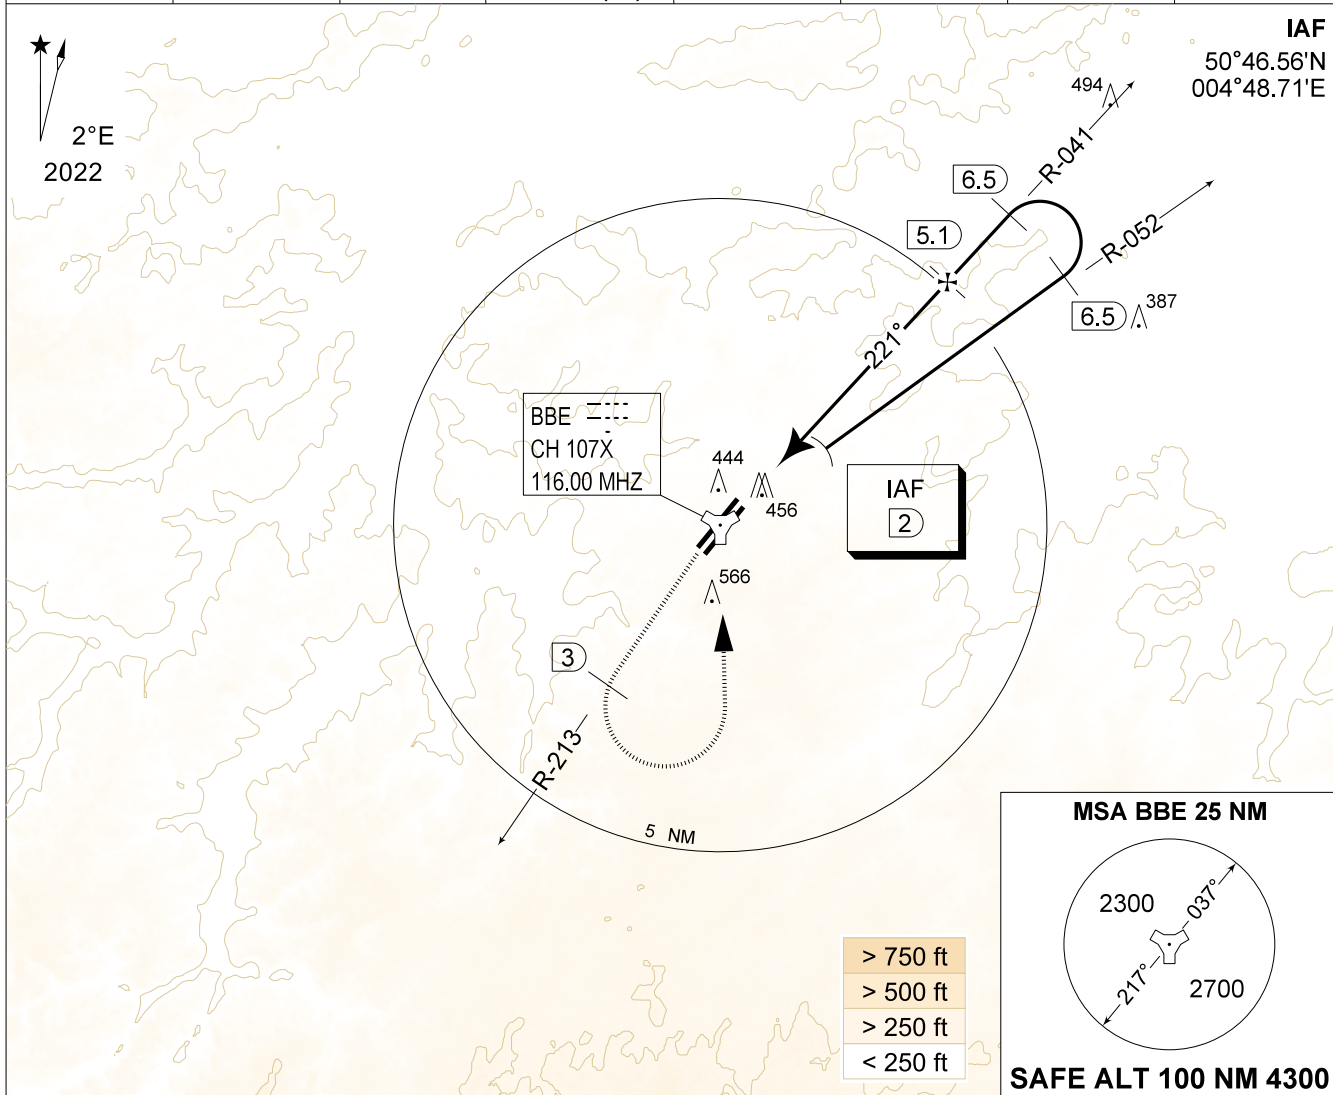 IAF
50°46.56'N
004°48.71'E
2°E
2022
494
R-041
6.5
5.1
R-052
6.5
387
221°
BBE
CH 107X
116.00 MHZ
444
456
IAF
2
566
3
R-213
5 NM
MSA BBE 25 NM
2300
037°
217°
2700
SAFE ALT 100 NM 4300
> 750 ft
> 500 ft
> 250 ft
< 250 ft